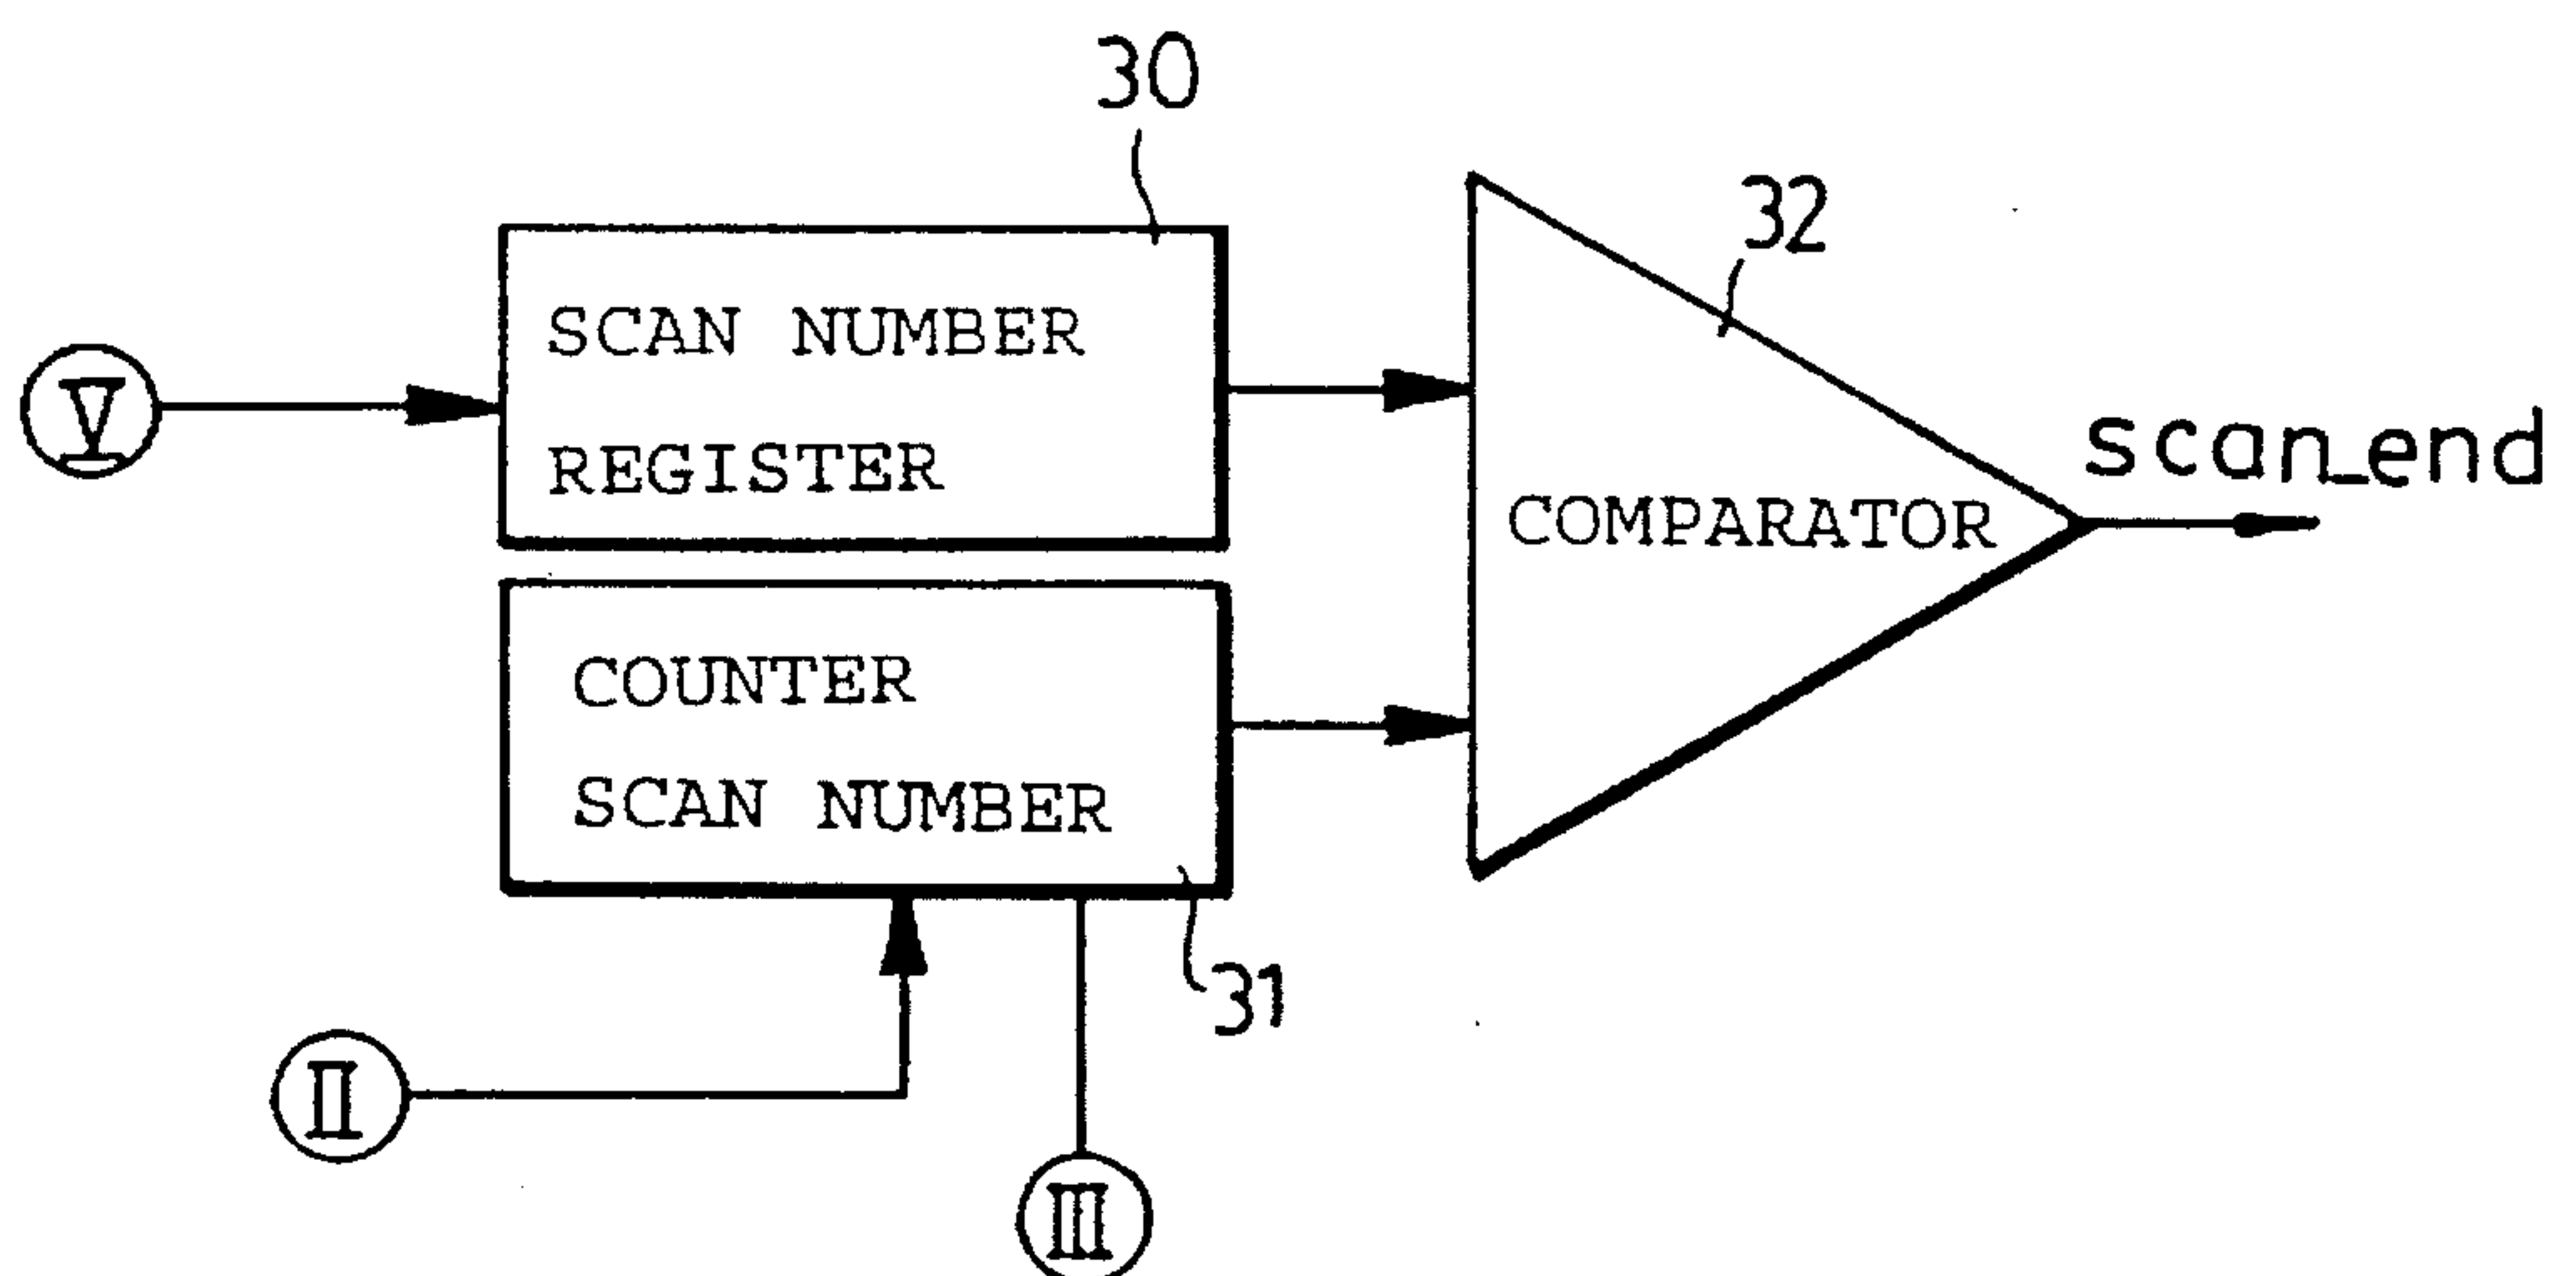 30
32
SCAN NUMBER
REGISTER
V
scan_end
COMPARATOR
COUNTER
SCAN NUMBER
31
II
III